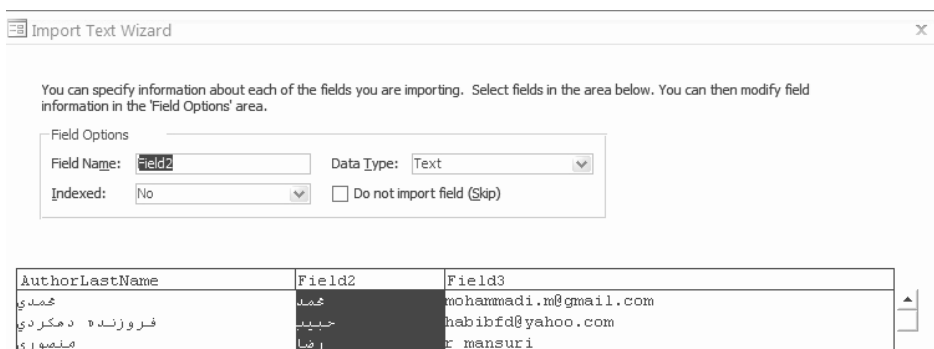 Import Text Wizard
You can specify information about each of the fields you are importing. Select fields in the area below. You can then modify field
information in the 'Field Options' area.
Field Options
Field Name: Field2 Data Type: Text
Indexed: No Do not import field (Skip)
AuthorLastName Field2 Field3
محمدي محمد mohammadi.m@gmail.com
فروزنده دهکردي حبيب habibfd@yahoo.com
منصوري رضا r mansuri